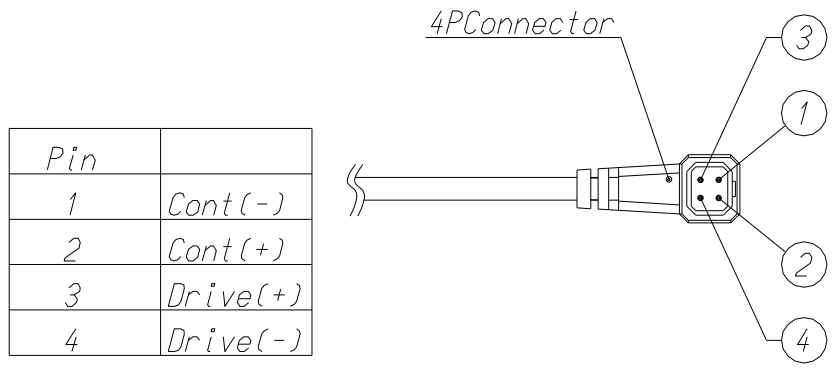 4PConnector
3
1
Pin
1 Cont(-)
2 Cont(+)
3 Drive(+)
4 Drive(-)
2
4